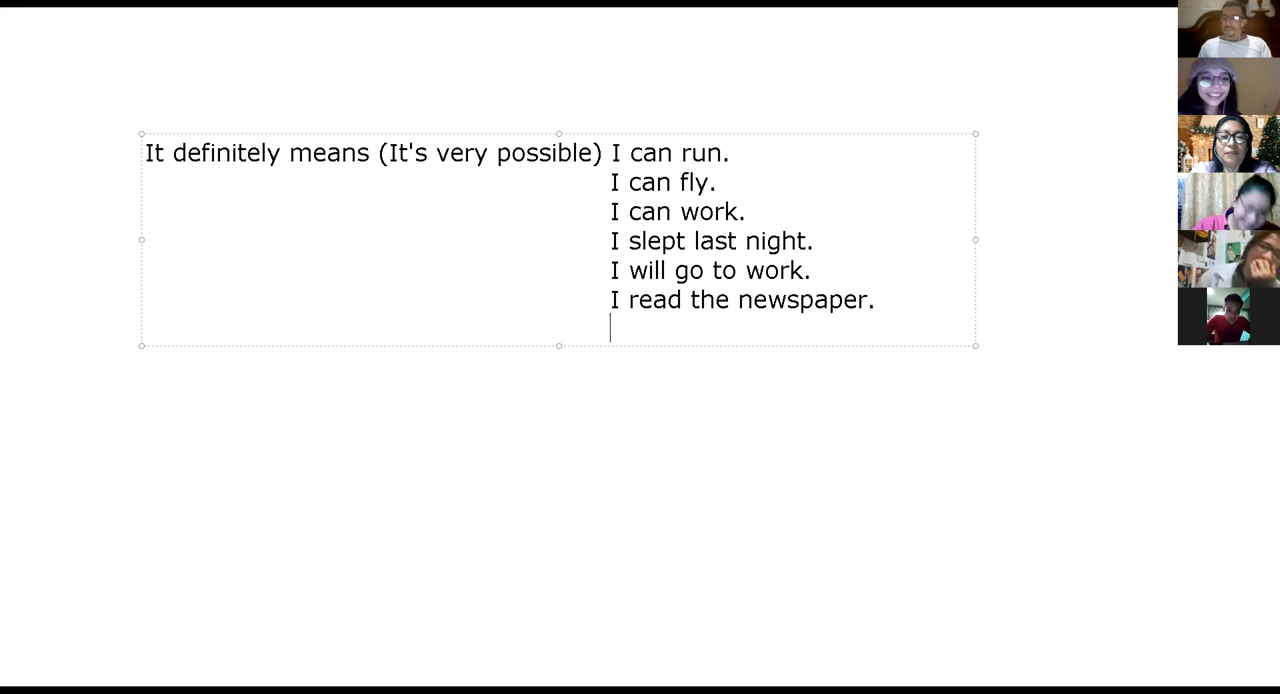 It definitely means (It's very possible) I can run.
I can fly.
I can work.
I slept last night.
I will go to work.
I read the newspaper.